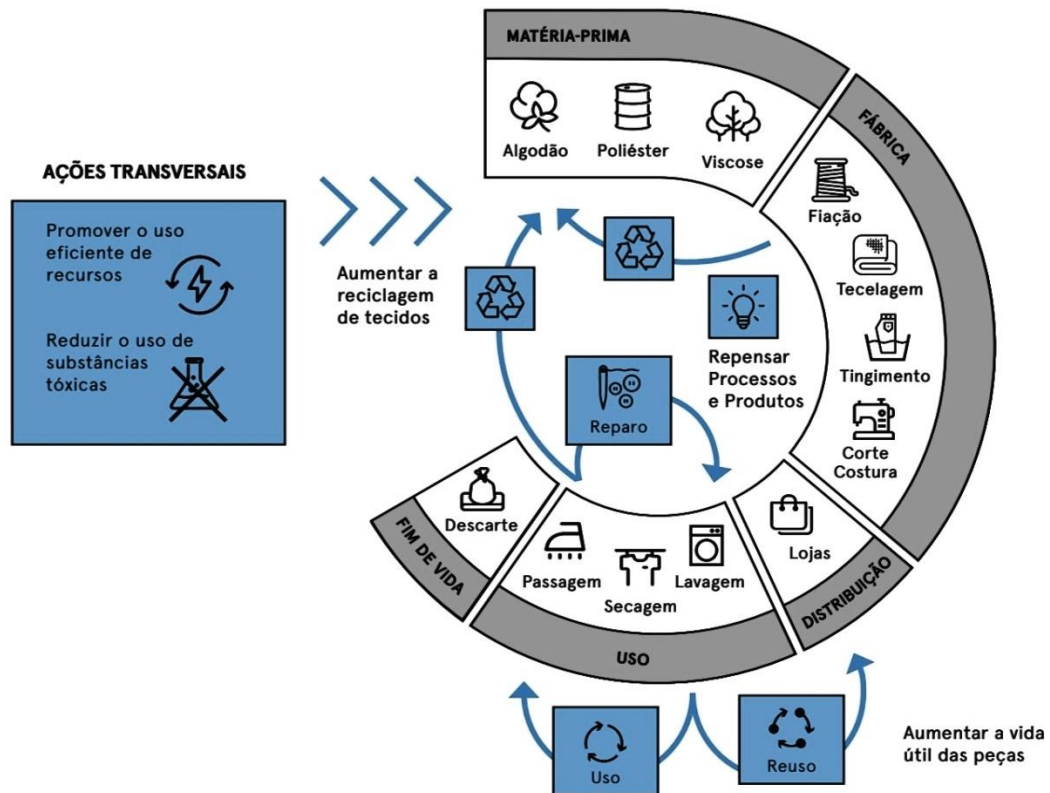 MATÉRIA-PRIMA
Algodão
Poliéster
Viscose
FÁBRICA
Fiação
Tecelagem
Tingimento
Corte
Costura
AÇÕES TRANSVERSAIS
Promover o uso
eficiente de
recursos
Reduzir o uso de
substâncias
tóxicas
Aumentar a
reciclagem
de tecidos
Repensar
Processos
e Produtos
Reparo
Descarte
FIM DE VIDA
Passagem
Secagem
Lavagem
USO
Lojas
DISTRIBUIÇÃO
Uso
Reuso
Aumentar a vida
útil das peças